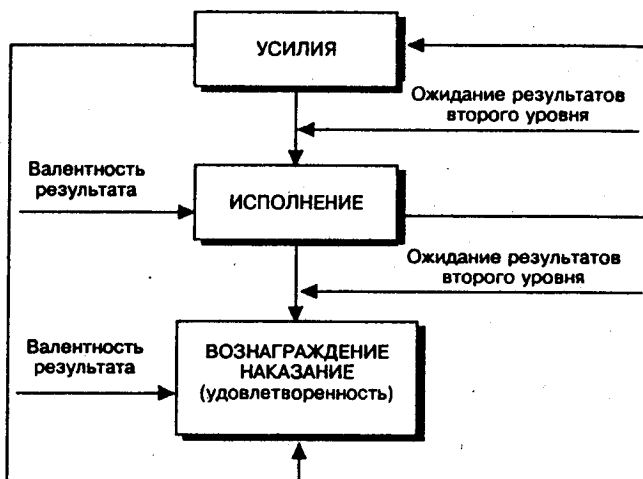 УСИЛИЯ
Ожидание результатов
второго уровня
Валентность
результата
ИСПОЛНЕНИЕ
Ожидание результатов
второго уровня
Валентность
результата
ВОЗНАГРАЖДЕНИЕ
НАКАЗАНИЕ
(удовлетворенность)